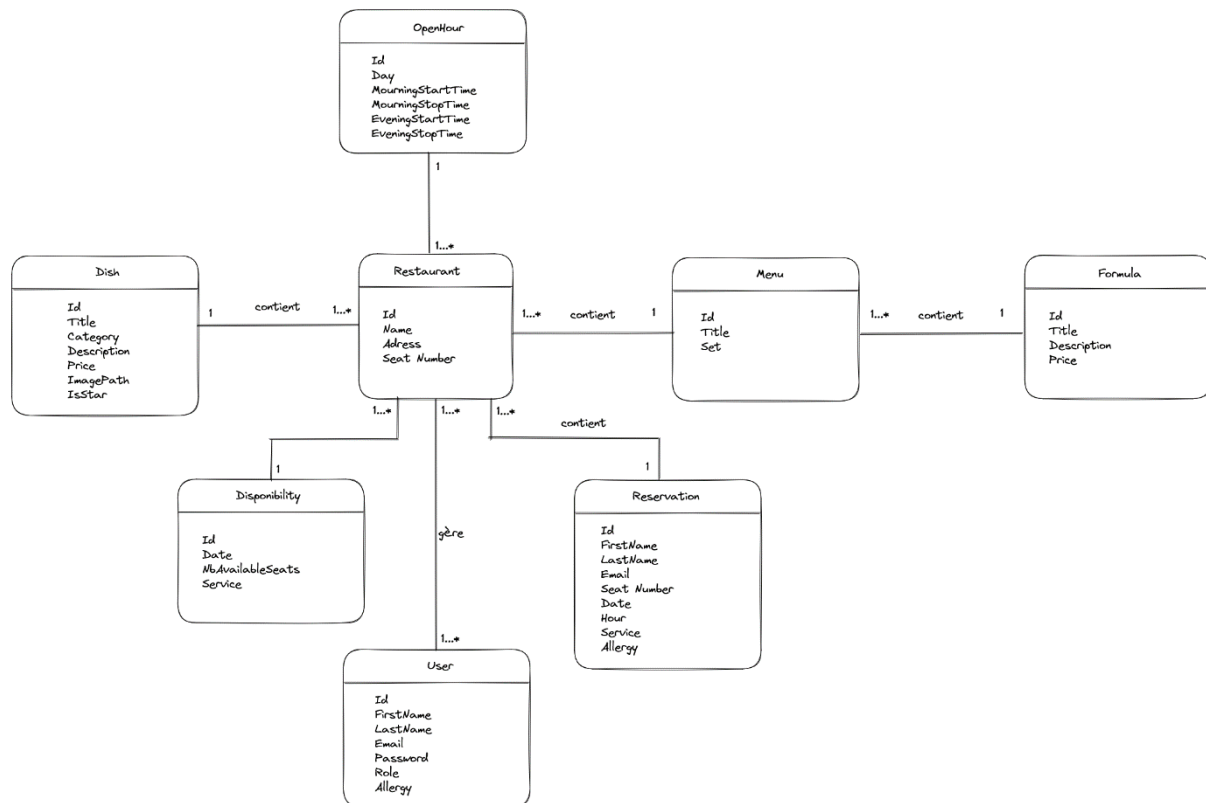 OpenHour
Id
Day
MourningStartTime
MourningStopTime
EveningStartTime
EveningStopTime
1
1...*
Dish
Id
Title
Category
Description
Price
ImagePath
IsStar
1
contient
1...*
Restaurant
Id
Name
Adress
Seat Number
1...*
contient
1
Menu
Id
Title
Set
1...*
contient
1
Formula
Id
Title
Description
Price
1...*
1...*
1...*
contient
1
1
Disponibility
Id
Date
NbAvailableSeats
Service
gère
Reservation
Id
FirstName
LastName
Email
Seat Number
Date
Hour
Service
Allergy
1...*
User
Id
FirstName
LastName
Email
Password
Role
Allergy